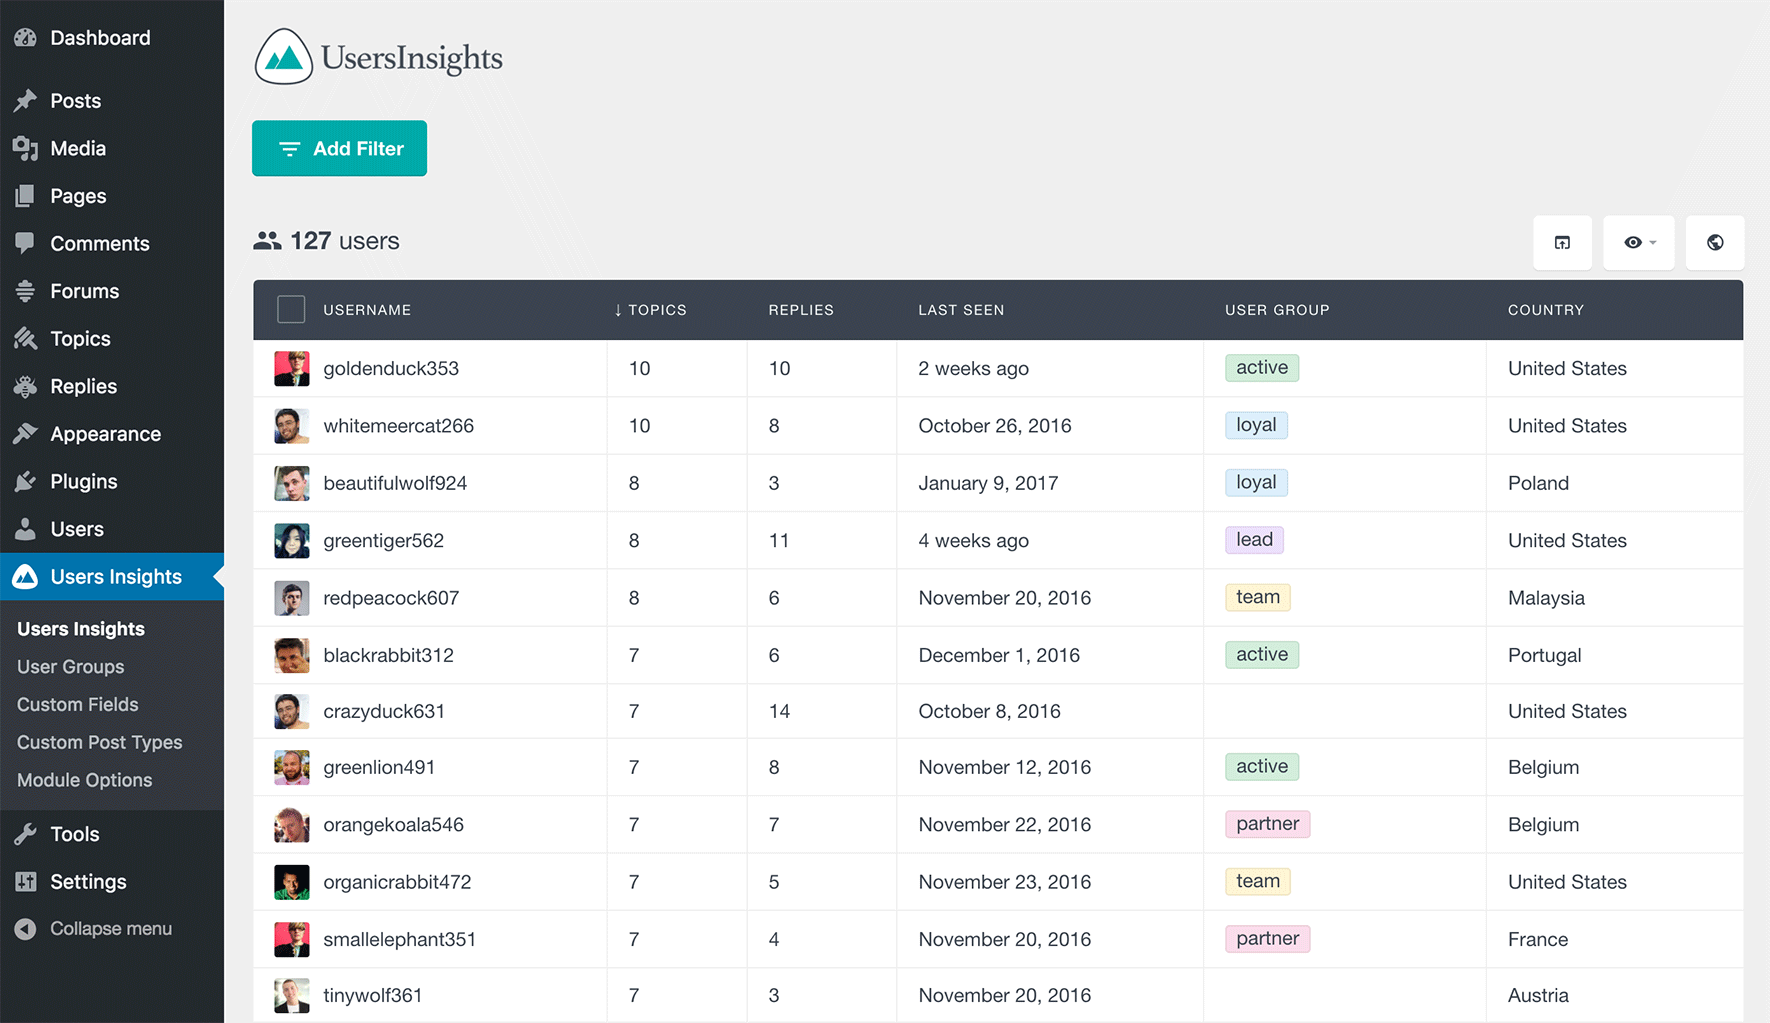 Dashboard
Posts
Media
Pages
Comments
Forums
Topics
Replies
Appearance
Plugins
Users
Users Insights
Users Insights
User Groups
Custom Fields
Custom Post Types
Module Options
Tools
Settings
Collapse menu
UsersInsights
Add Filter
127 users
USERNAME ↓ TOPICS REPLIES LAST SEEN USER GROUP COUNTRY
goldenduck353 10 10 2 weeks ago active United States
whitemeercat266 10 8 October 26, 2016 loyal United States
beautifulwolf924 8 3 January 9, 2017 loyal Poland
greentiger562 8 11 4 weeks ago lead United States
redpeacock607 8 6 November 20, 2016 team Malaysia
blackrabbit312 7 6 December 1, 2016 active Portugal
crazyduck631 7 14 October 8, 2016 United States
greenlion491 7 8 November 12, 2016 active Belgium
orangekoala546 7 7 November 22, 2016 partner Belgium
organicrabbit472 7 5 November 23, 2016 team United States
smallelephant351 7 4 November 20, 2016 partner France
tinywolf361 7 3 November 20, 2016 Austria